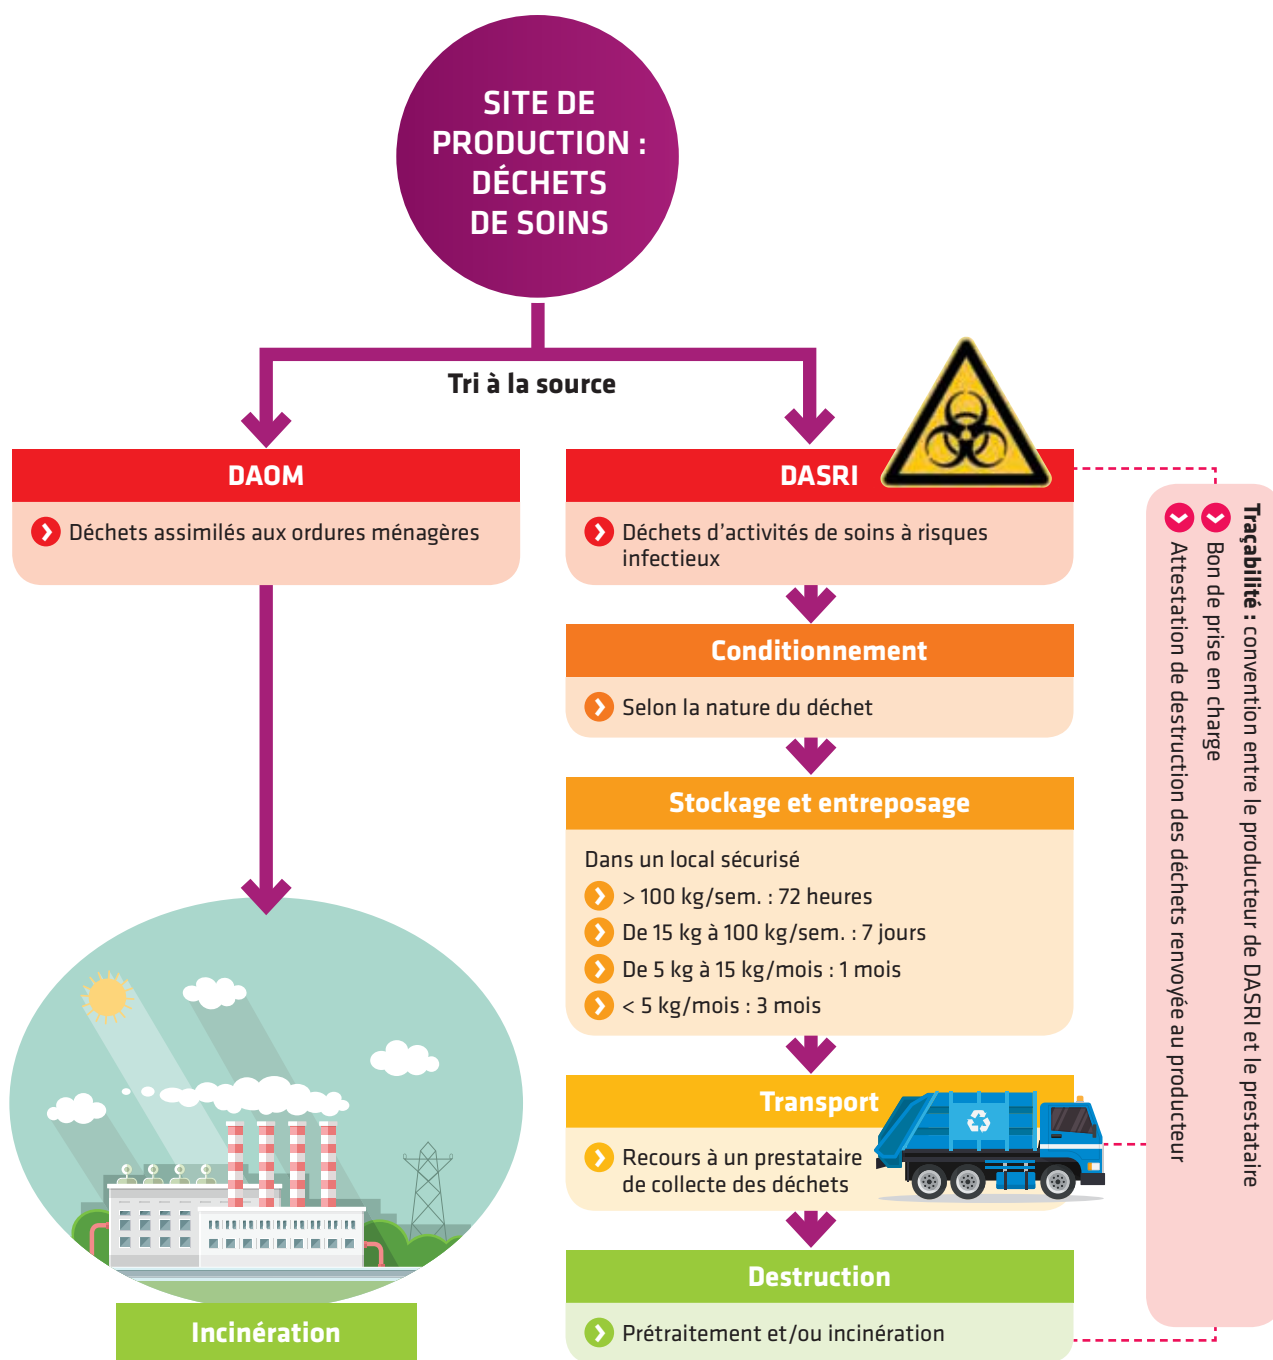 SITE DE
PRODUCTION :
DÉCHETS
DE SOINS
Tri à la source
DAOM
Déchets assimilés aux ordures ménagères
Incinération
DASRI
Déchets d’activités de soins à risques
infectieux
Conditionnement
Selon la nature du déchet
Stockage et entreposage
Dans un local sécurisé
> 100 kg/sem. : 72 heures
De 15 kg à 100 kg/sem. : 7 jours
De 5 kg à 15 kg/mois : 1 mois
< 5 kg/mois : 3 mois
Transport
Recours à un prestataire
de collecte des déchets
Destruction
Prétraitement et/ou incinération
Traçabilité : convention entre le producteur de DASRI et le prestataire
Bon de prise en charge
Attestation de destruction des déchets renvoyée au producteur